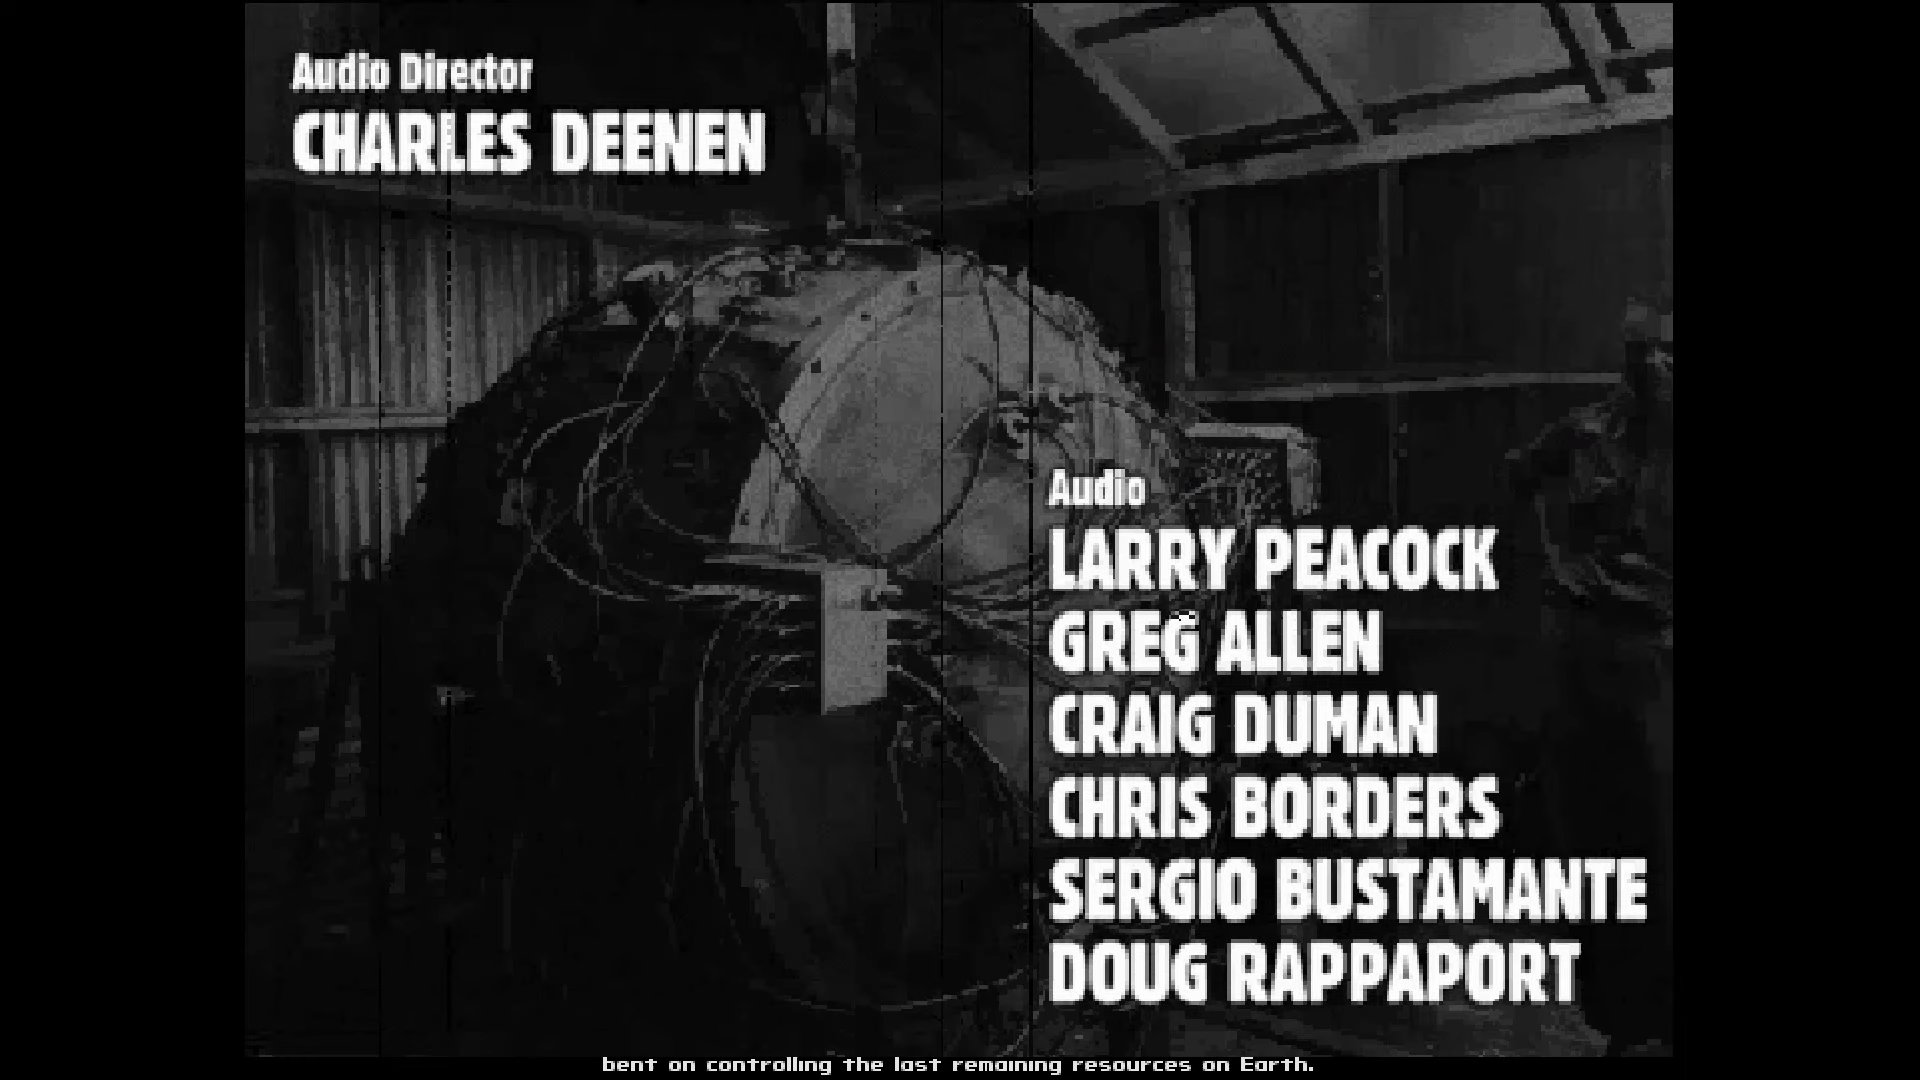 Audio Director
CHARLES DEENEN
Audio
LARRY PEACOCK
GREG ALLEN
CRAIG DUMAN
CHRIS BORDERS
SERGIO BUSTAMANTE
DOUG RAPPAPORT
bent on controlling the last remaining resources on Earth.